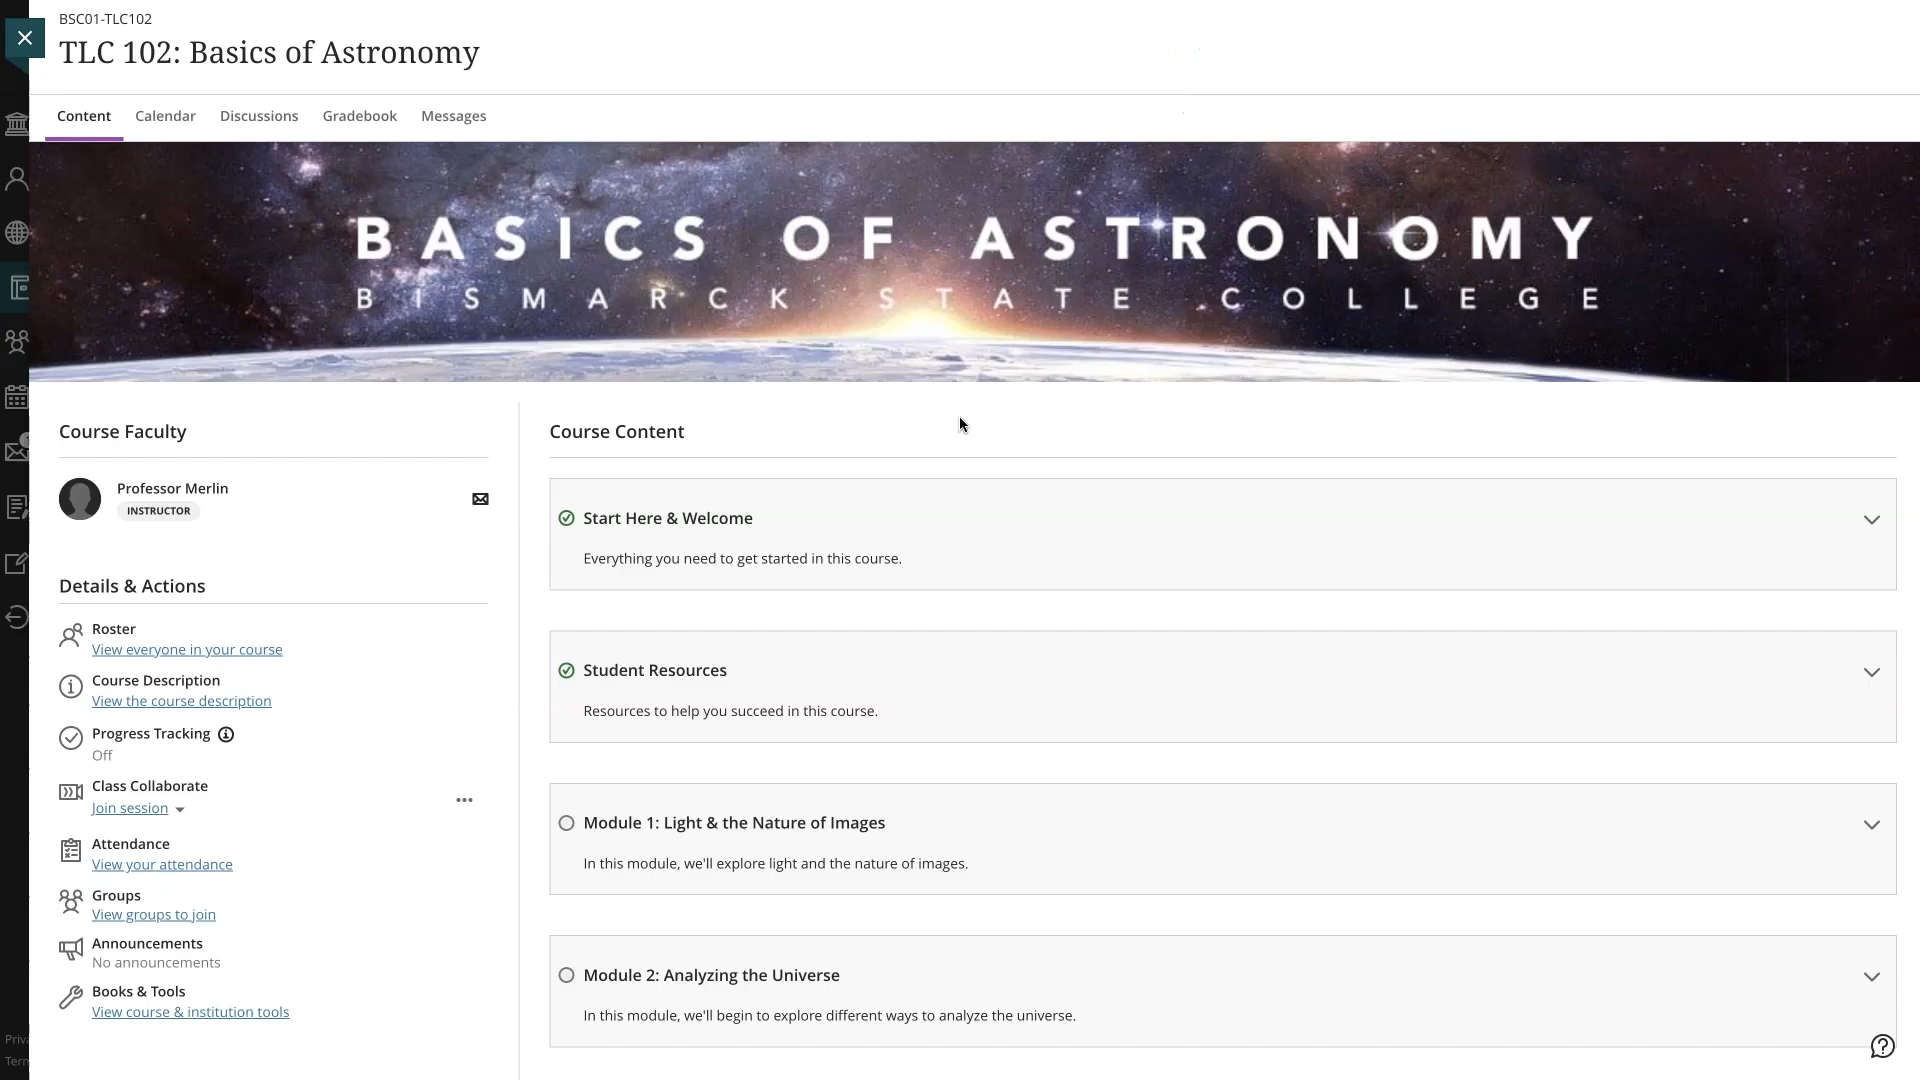 BSC01-TLC102
TLC 102: Basics of Astronomy
Content Calendar Discussions Gradebook Messages
BASICS OF ASTRONOMY
BISMARCK STATE COLLEGE
Course Faculty
Professor Merlin
INSTRUCTOR
Details & Actions
Roster
View everyone in your course
Course Description
View the course description
Progress Tracking
Off
Class Collaborate
Join session
Attendance
View your attendance
Groups
View groups to join
Announcements
No announcements
Books & Tools
View course & institution tools
Course Content
Start Here & Welcome
Everything you need to get started in this course.
Student Resources
Resources to help you succeed in this course.
Module 1: Light & the Nature of Images
In this module, we'll explore light and the nature of images.
Module 2: Analyzing the Universe
In this module, we'll begin to explore different ways to analyze the universe.